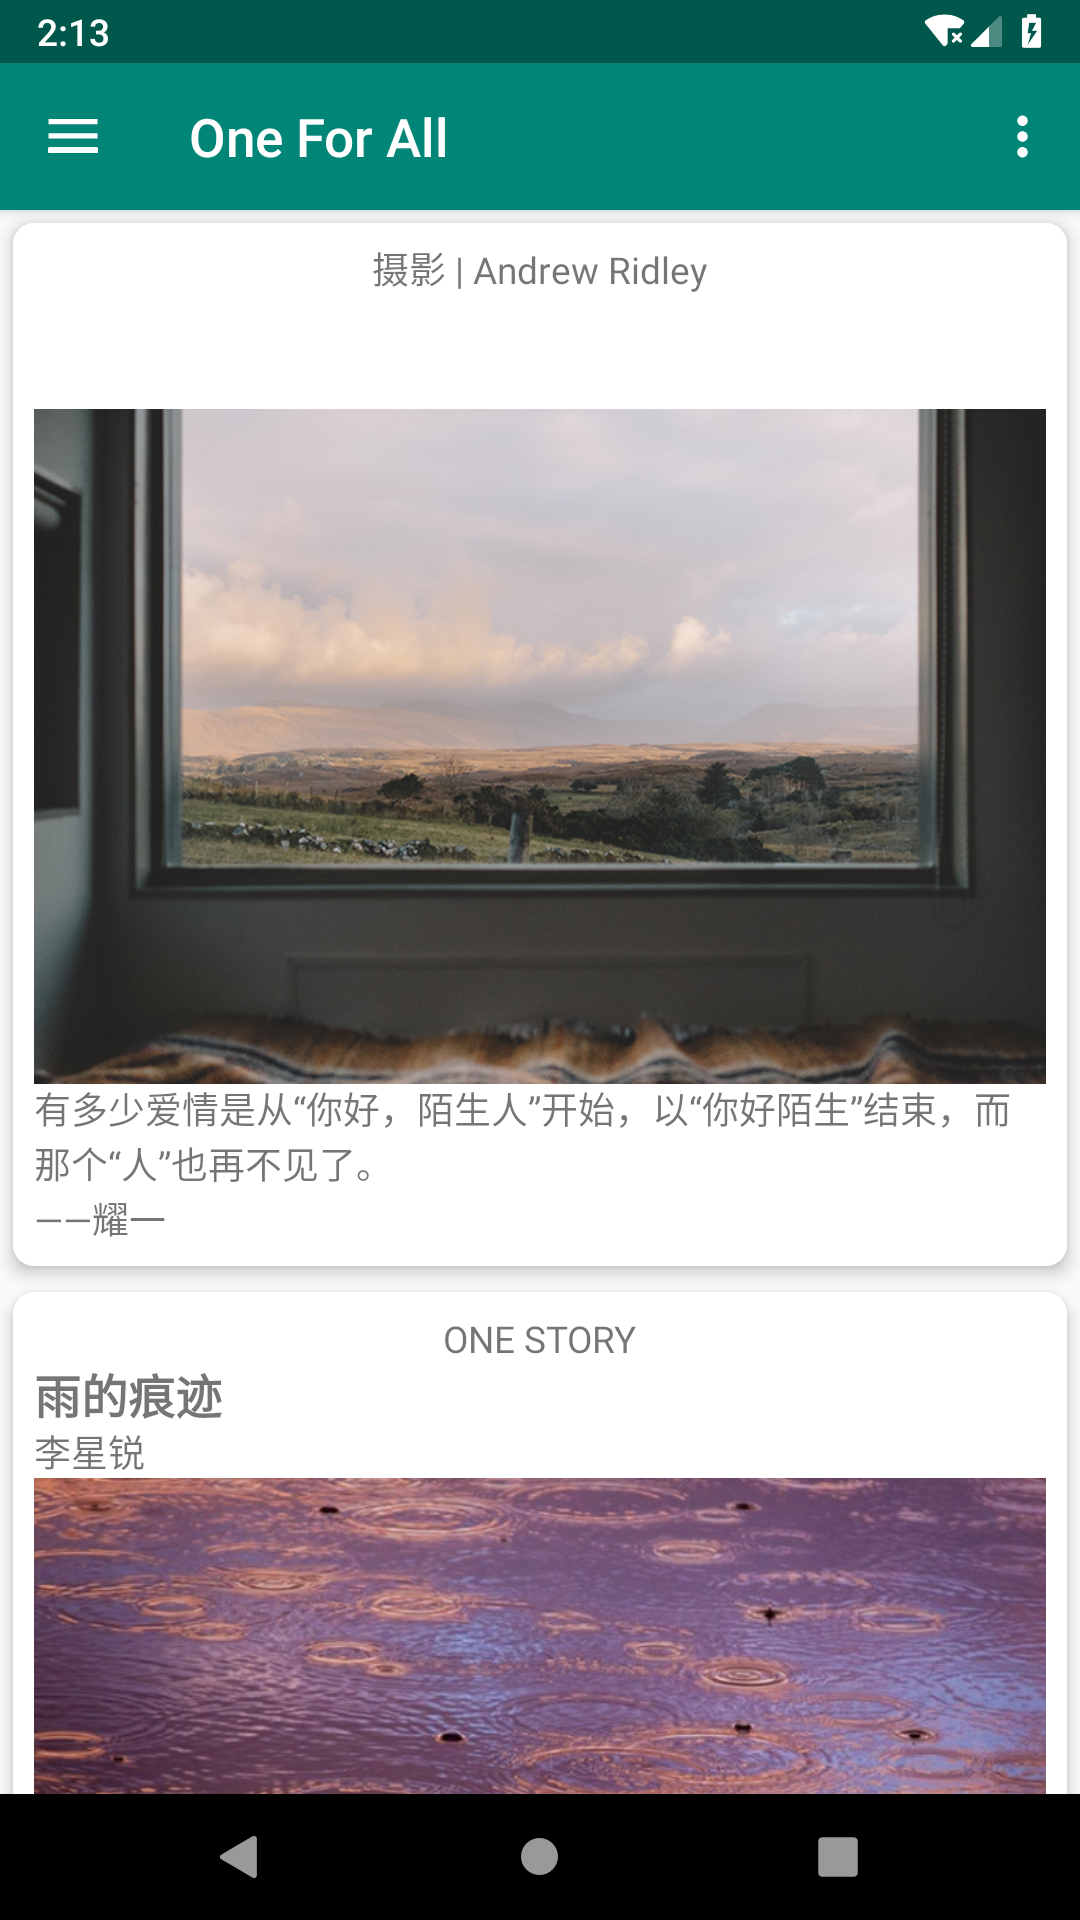 2:13
One For All
摄影 | Andrew Ridley
有多少爱情是从“你好，陌生人”开始，以“你好陌生”结束，而
那个“人”也再不见了。
——耀一
ONE STORY
雨的痕迹
李星锐